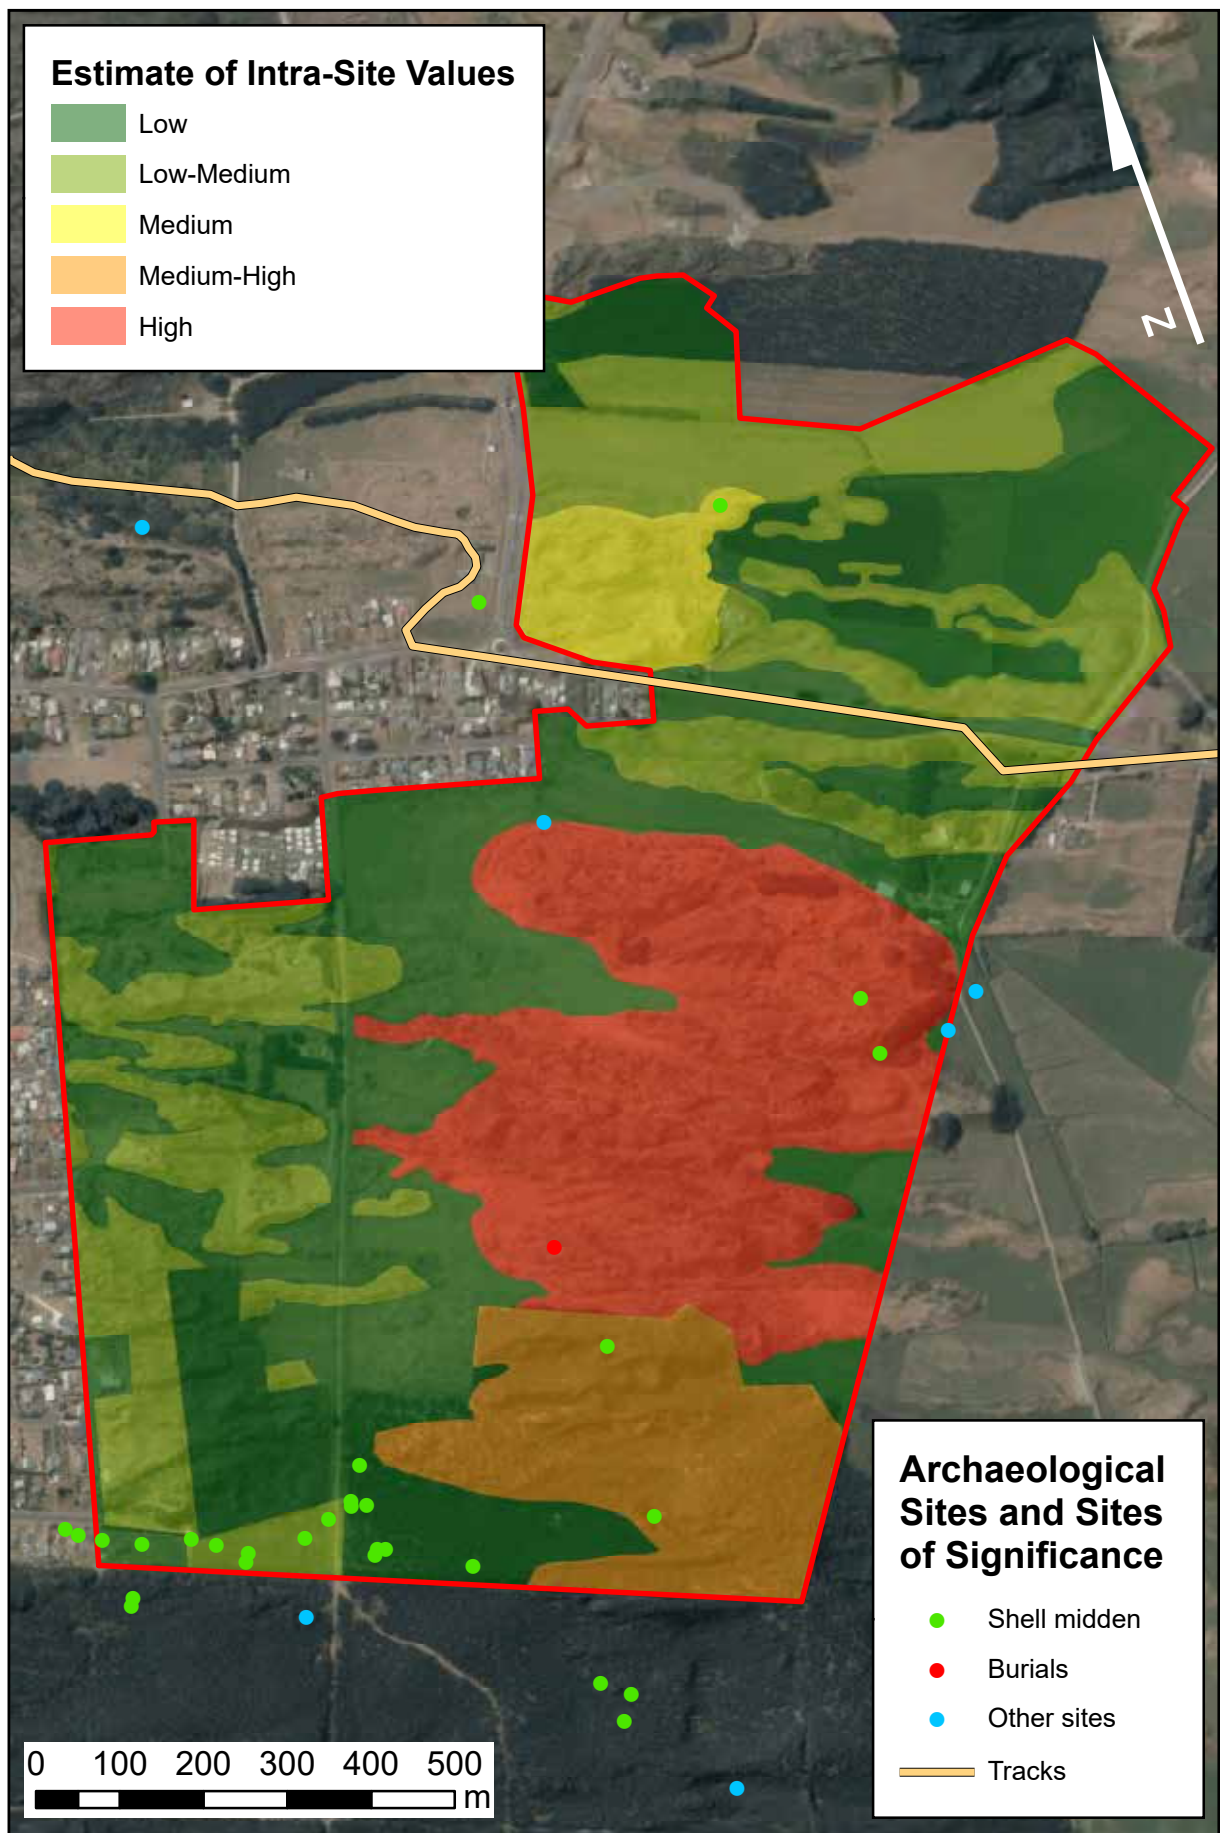 Estimate of Intra-Site Values
Low
Low-Medium
Medium
Medium-High
High
N
Archaeological
Sites and Sites
of Significance
Shell midden
Burials
Other sites
Tracks
0 100 200 300 400 500
m